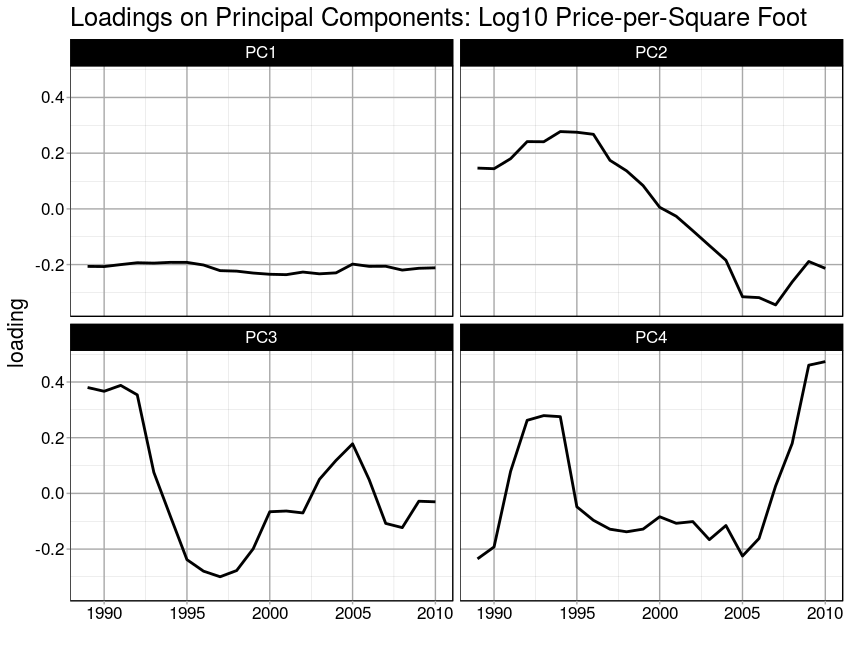 Loadings on Principal Components: Log10 Price-per-Square Foot
PC1
PC2
0.4
0.2
0.0
-0.2
loading
PC3
PC4
0.4
0.2
0.0
-0.2
1990 1995 2000 2005 2010
1990 1995 2000 2005 2010